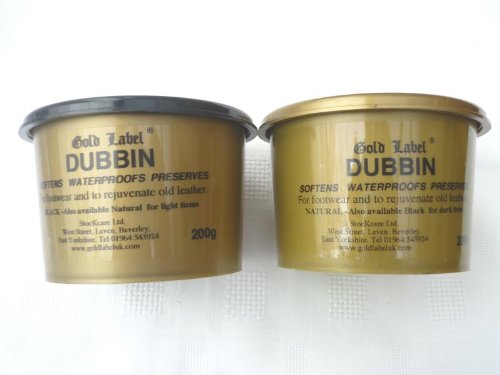 Gold Label®
DUBBIN
SOFTENS WATERPROOFS PRESERVES
For footwear and to rejuvenate old leather.
BLACK-Also available Natural for light items
StocKcare Ltd,
West Street, Leven, Beverley.
East Yorkshire. Tel 01964 543924
www.goldlabeluk.com
200g
Gold Label®
DUBBIN
SOFTENS WATERPROOFS PRESERVES
For footwear and to rejuvenate old leather.
NATURAL-Also available Black for dark
StocKcare Ltd,
West Street, Leven, Beverley.
East Yorkshire. Tel 01964 543924
www.goldlabeluk.com